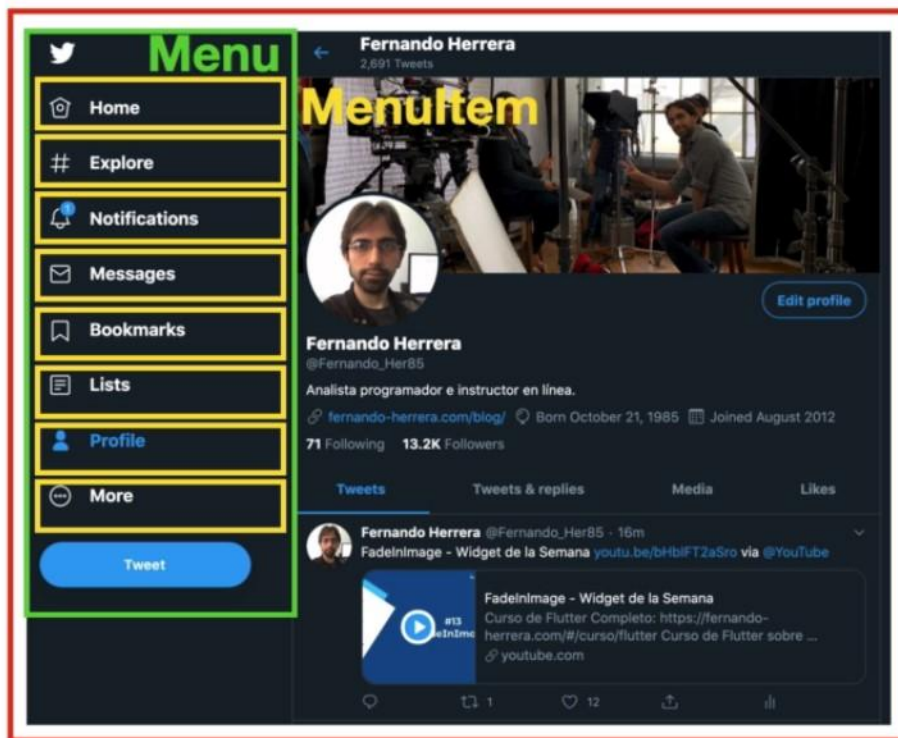 Menu
Home
Explore
1
Notifications
Messages
Bookmarks
Lists
Profile
More
Tweet
Fernando Herrera
2,691 Tweets
MenuItem
Edit profile
Fernando Herrera
@Fernando_Her85
Analista programador e instructor en línea.
fernando-herrera.com/blog/ Born October 21, 1985 Joined August 2012
71 Following 13.2K Followers
Tweets Tweets & replies Media Likes
Fernando Herrera @Fernando_Her85 · 16m
FadeInImage - Widget de la Semana youtu.be/bHbIFT2aSro via @YouTube
#13
eInIma
FadeInImage - Widget de la Semana
Curso de Flutter Completo: https://fernando-
herrera.com/#/curso/flutter Curso de Flutter sobre ...
youtube.com
1 12